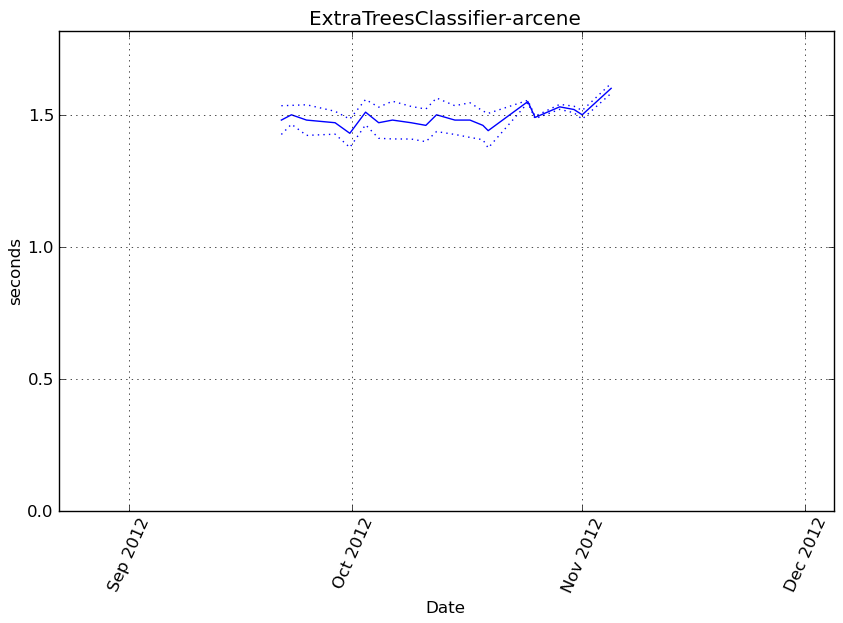 ExtraTreesClassifier-arcene
seconds
1.5
1.0
0.5
0.0
Sep 2012
Oct 2012
Nov 2012
Dec 2012
Date